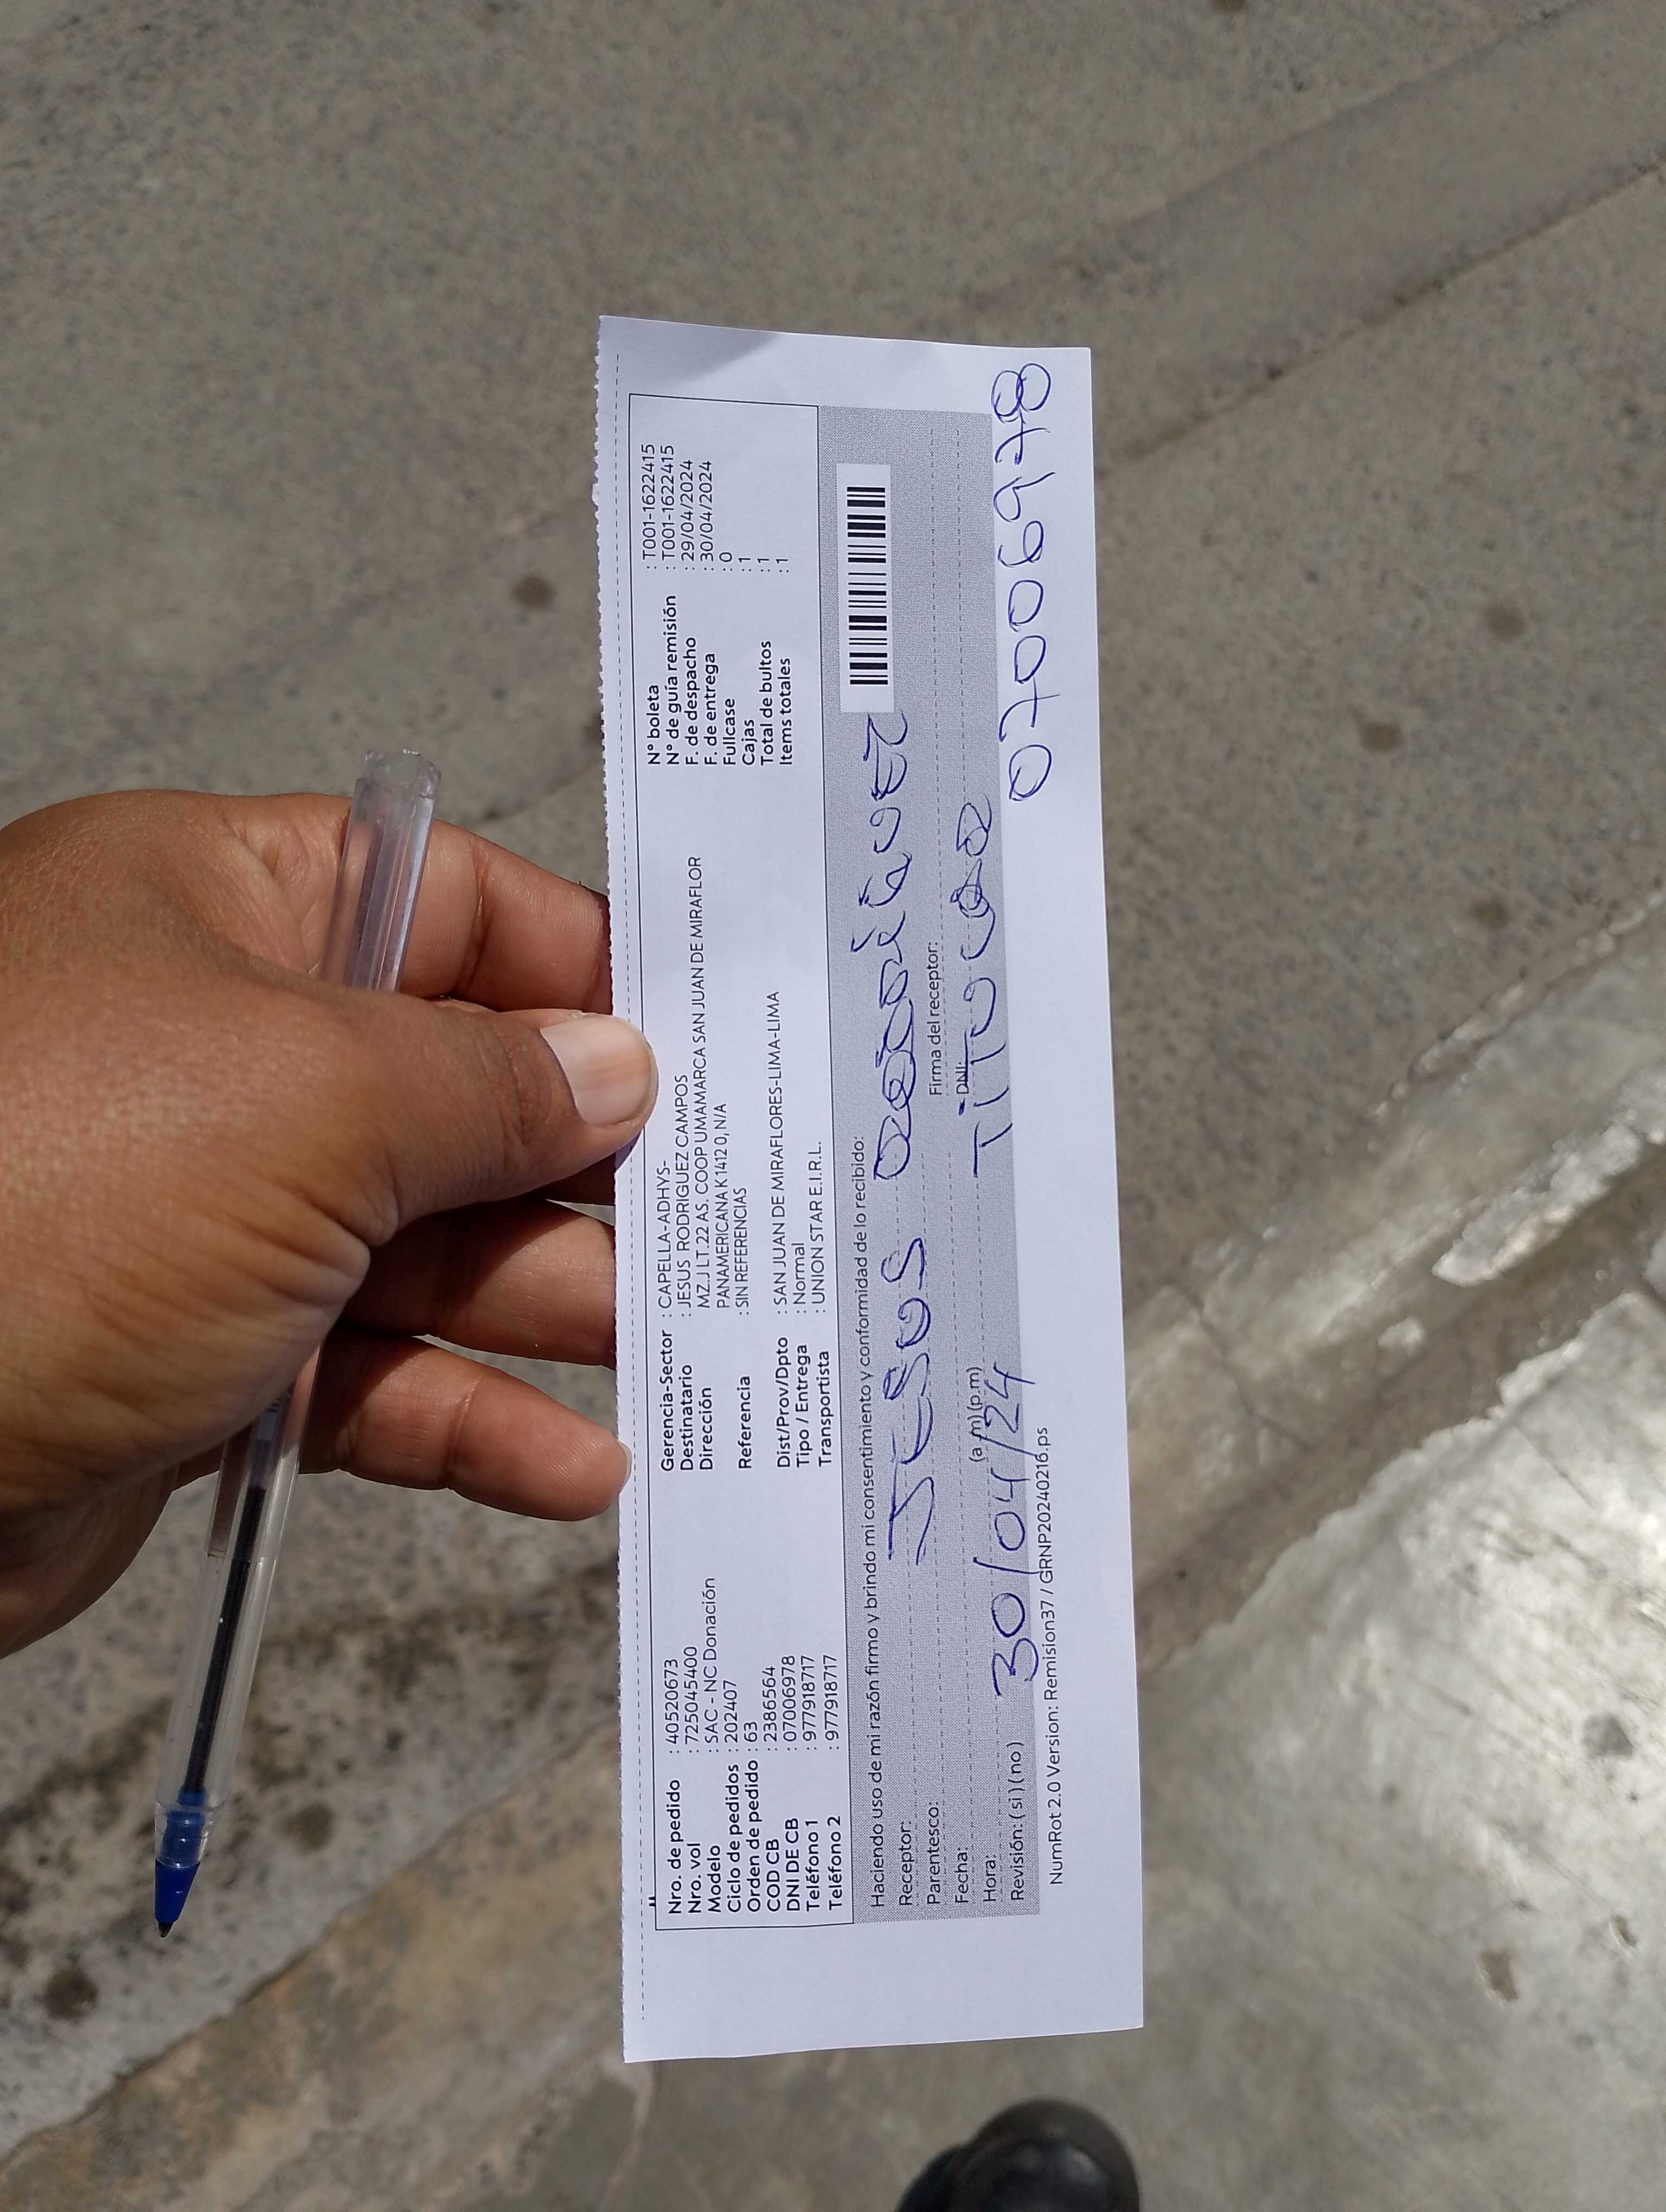 Nro. de pedido : 40520673
Nro. vol : 725045400
Modelo : SAC - NC Donación
Ciclo de pedidos : 202407
Orden de pedido : 63
COD CB : 2386564
DNI DE CB : 07006978
Teléfono 1 : 977918717
Teléfono 2 : 977918717
Gerencia-Sector : CAPELLA-ADHYS-
Destinatario : JESUS RODRIGUEZ CAMPOS
Dirección MZ.J LT.22 AS. COOP UMAMARCA SAN JUAN DE MIRAFLOR
PANAMERICANA K 1412 0, N/A
Referencia : SIN REFERENCIAS
Dist/Prov/Dpto : SAN JUAN DE MIRAFLORES-LIMA-LIMA
Tipo / Entrega : Normal
Transportista : UNION STAR E.I.R.L.
N° boleta : T001-1622415
N° de guía remisión : T001-1622415
F. de despacho : 29/04/2024
F. de entrega : 30/04/2024
Fullcase : 0
Cajas : 1
Total de bultos : 1
Items totales : 1
Haciendo uso de mi razón firmo y brindo mi consentimiento y conformidad de lo recibido:
Receptor: JESUS RODRIGUEZ
Parentesco: Firma del receptor:
Fecha: DNI:
TITULAR
Hora: (a.m) (p.m)
30/04/24 07006978
Revisión: ( si ) ( no )
NumRot 2.0 Version: Remision37 / GRNP20240216.ps